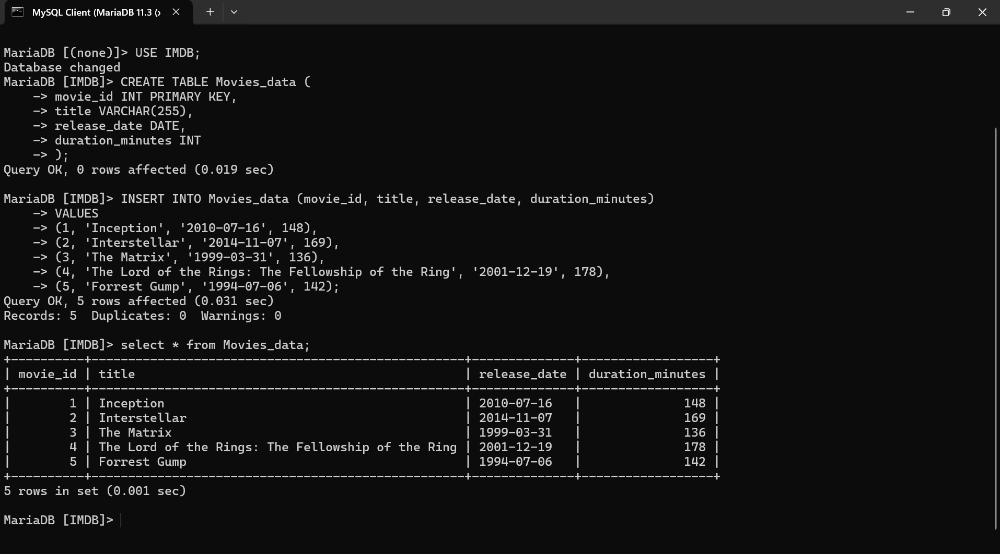 MySQL Client (MariaDB 11.3 (x
MariaDB [(none)]> USE IMDB;
Database changed
MariaDB [IMDB]> CREATE TABLE Movies_data (
    -> movie_id INT PRIMARY KEY,
    -> title VARCHAR(255),
    -> release_date DATE,
    -> duration_minutes INT
    -> );
Query OK, 0 rows affected (0.019 sec)
MariaDB [IMDB]> INSERT INTO Movies_data (movie_id, title, release_date, duration_minutes)
    -> VALUES
    -> (1, 'Inception', '2010-07-16', 148),
    -> (2, 'Interstellar', '2014-11-07', 169),
    -> (3, 'The Matrix', '1999-03-31', 136),
    -> (4, 'The Lord of the Rings: The Fellowship of the Ring', '2001-12-19', 178),
    -> (5, 'Forrest Gump', '1994-07-06', 142);
Query OK, 5 rows affected (0.031 sec)
Records: 5  Duplicates: 0  Warnings: 0
MariaDB [IMDB]> select * from Movies_data;
+----------+---------------------------------------------------+--------------+------------------+
| movie_id | title                                             | release_date | duration_minutes |
+----------+---------------------------------------------------+--------------+------------------+
|        1 | Inception                                         | 2010-07-16   |              148 |
|        2 | Interstellar                                      | 2014-11-07   |              169 |
|        3 | The Matrix                                        | 1999-03-31   |              136 |
|        4 | The Lord of the Rings: The Fellowship of the Ring | 2001-12-19   |              178 |
|        5 | Forrest Gump                                      | 1994-07-06   |              142 |
+----------+---------------------------------------------------+--------------+------------------+
5 rows in set (0.001 sec)
MariaDB [IMDB]>